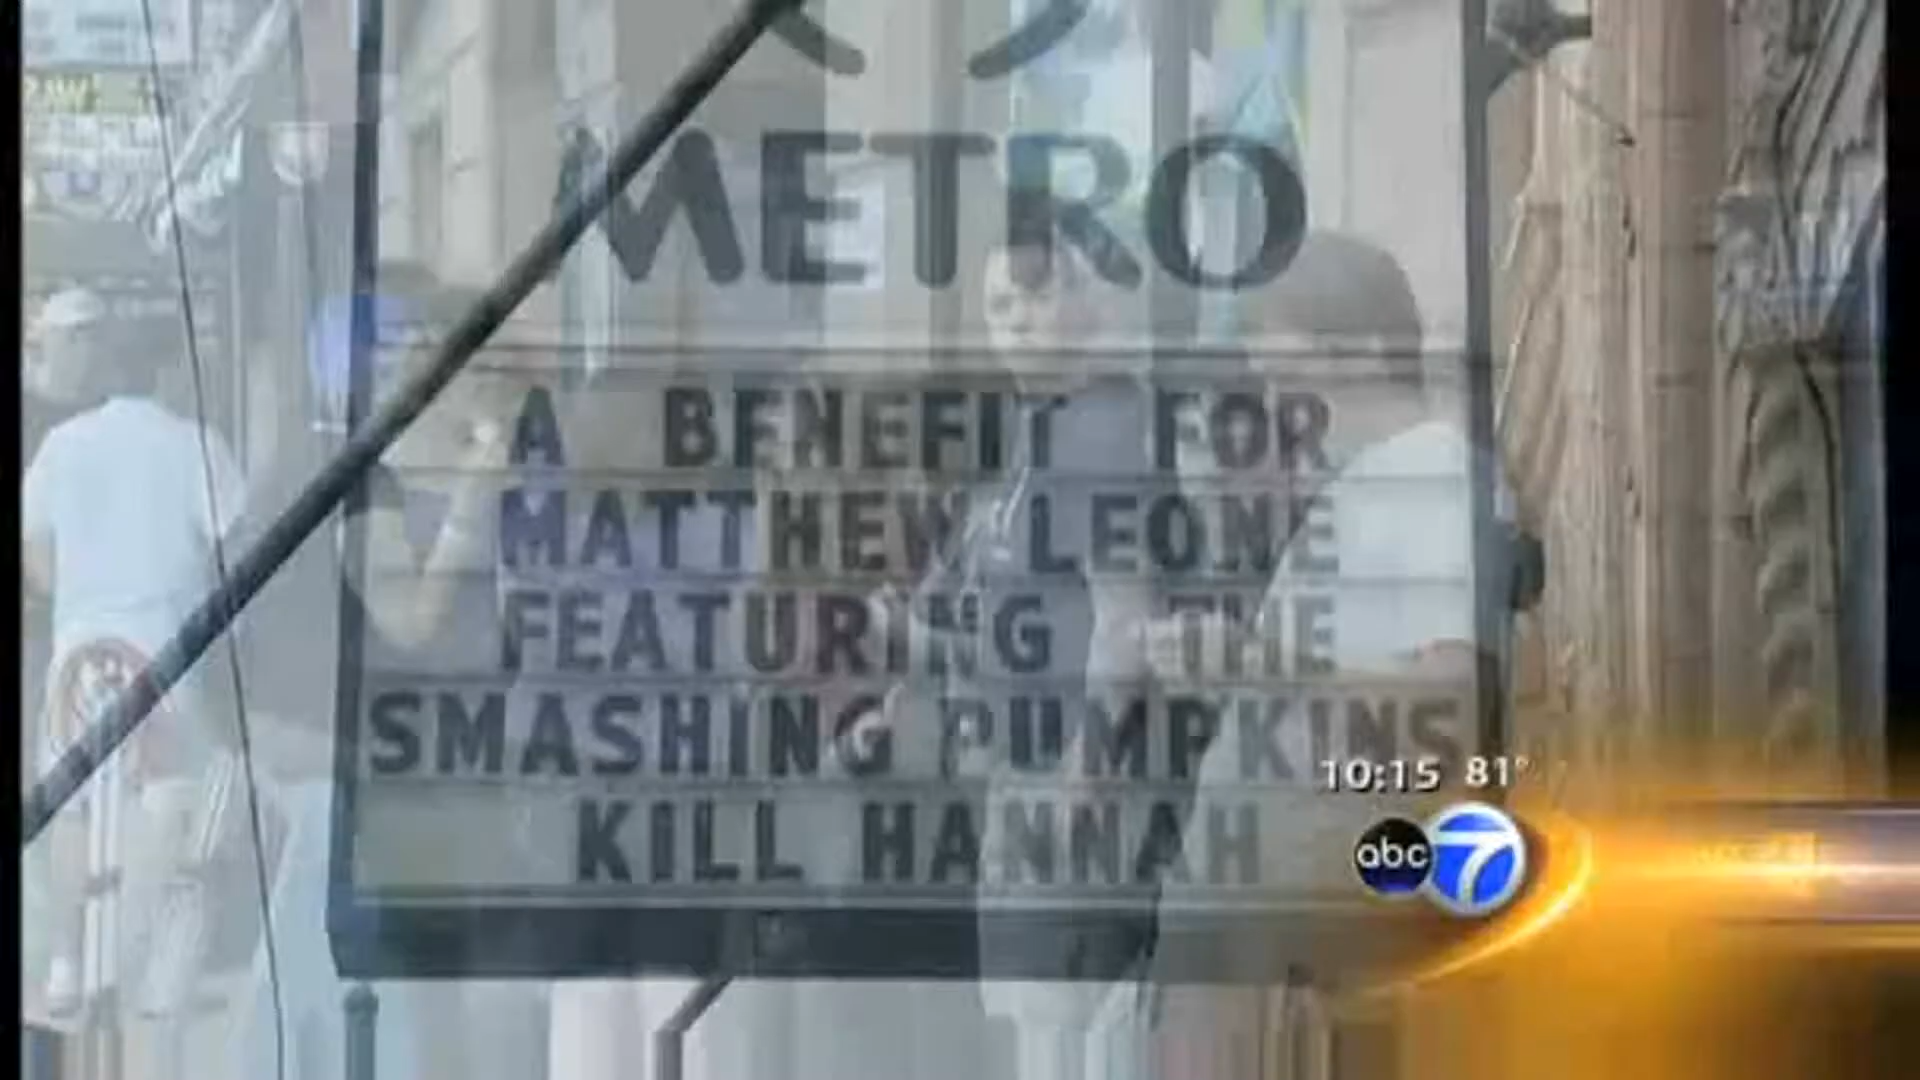 METRO
A BENEFIT FOR
MATTHEW LEONE
FEATURING THE
SMASHING PUMPKINS
KILL HANNAH
10:15 81°
abc 7